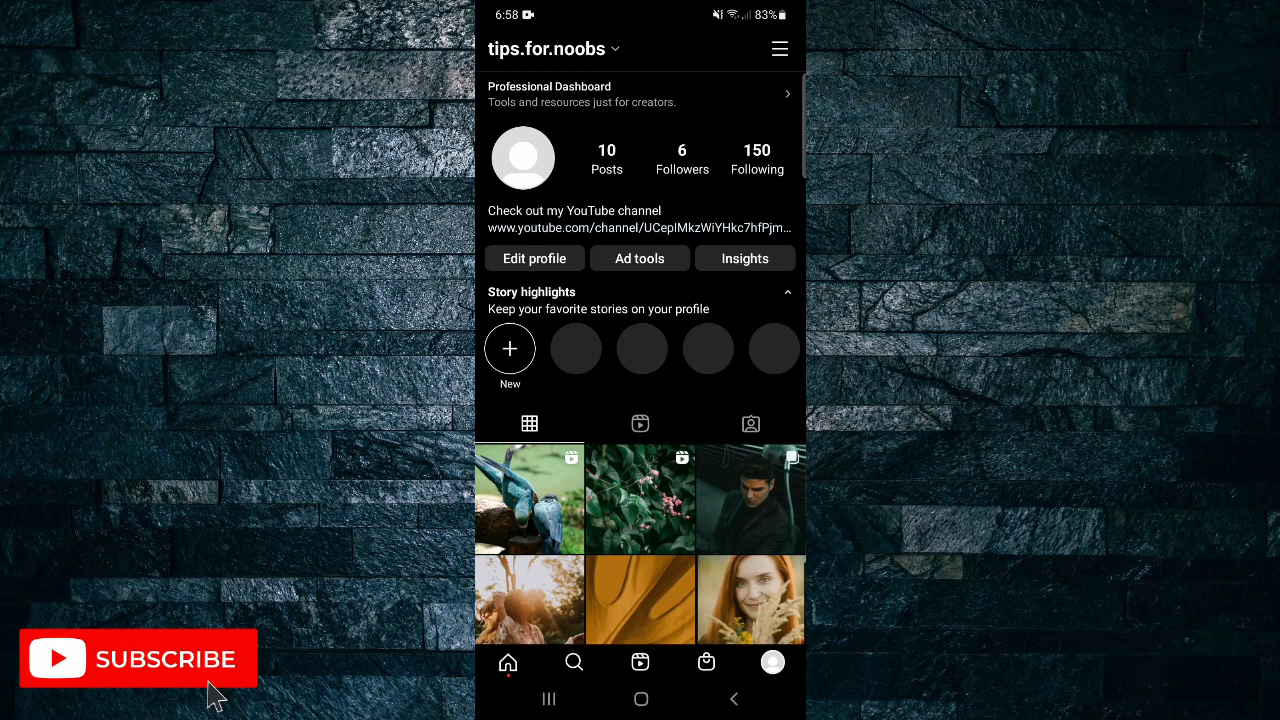 6:58
83%
tips.for.noobs
Professional Dashboard
Tools and resources just for creators.
10
6
150
Posts
Followers
Following
Check out my YouTube channel
www.youtube.com/channel/UCepIMkzWiYHkc7hfPjm...
Edit profile
Ad tools
Insights
Story highlights
Keep your favorite stories on your profile
New
SUBSCRIBE